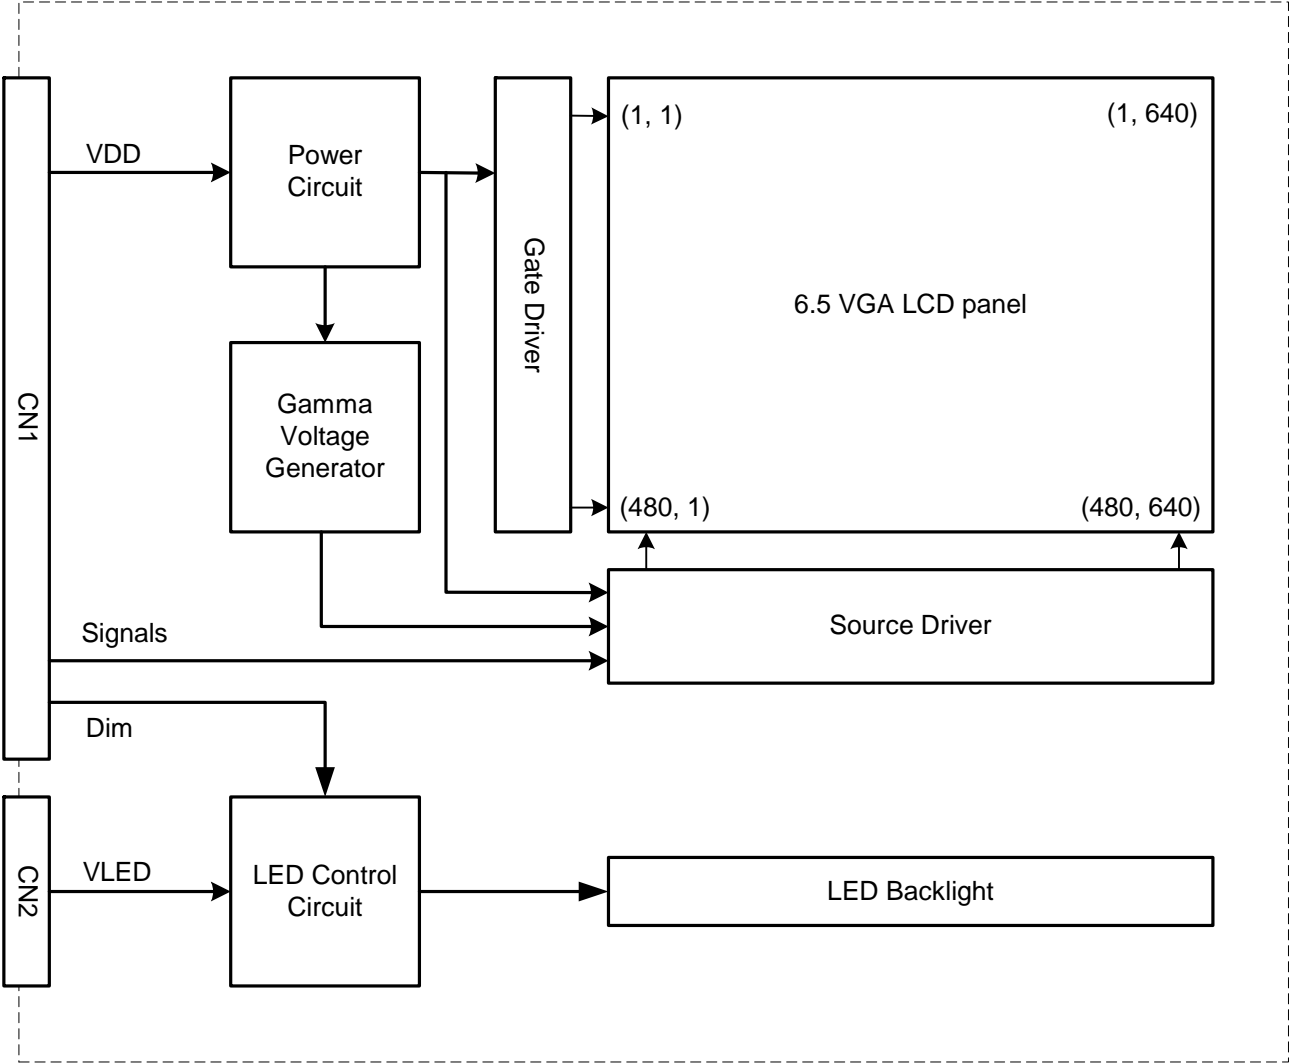 VDD
Power
Circuit
(1, 1)
(1, 640)
Gate Driver
6.5 VGA LCD panel
CN1
Gamma
Voltage
Generator
(480, 1)
(480, 640)
Signals
Source Driver
Dim
CN2
VLED
LED Control
Circuit
LED Backlight